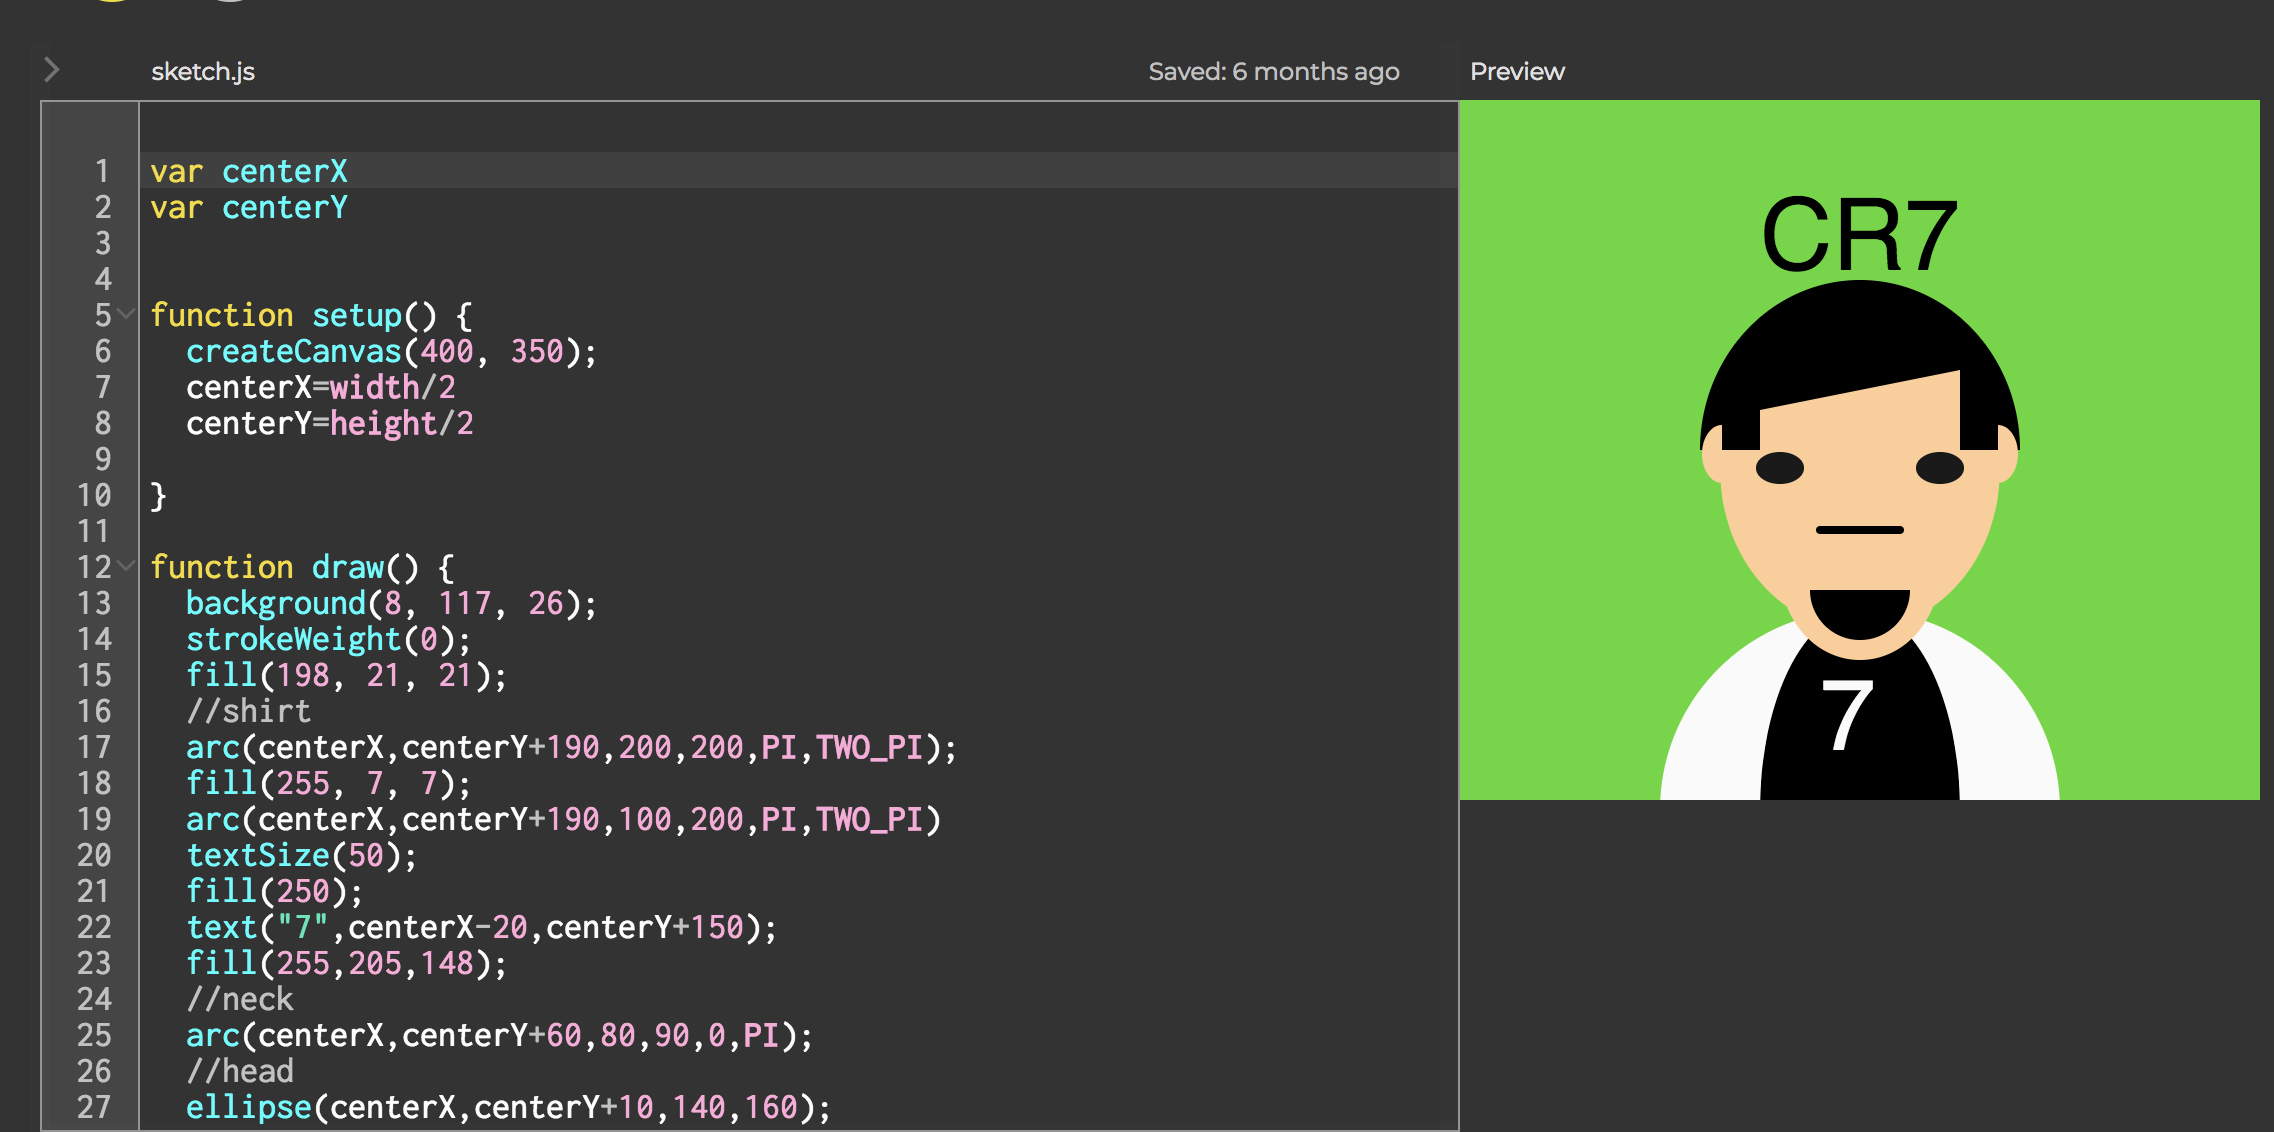 sketch.js
Saved: 6 months ago
Preview
1 var centerX
2 var centerY
3
4
5 function setup() {
6   createCanvas(400, 350);
7   centerX=width/2
8   centerY=height/2
9
10 }
11
12 function draw() {
13   background(8, 117, 26);
14   strokeWeight(0);
15   fill(198, 21, 21);
16   //shirt
17   arc(centerX,centerY+190,200,200,PI,TWO_PI);
18   fill(255, 7, 7);
19   arc(centerX,centerY+190,100,200,PI,TWO_PI)
20   textSize(50);
21   fill(250);
22   text("7",centerX-20,centerY+150);
23   fill(255,205,148);
24   //neck
25   arc(centerX,centerY+60,80,90,0,PI);
26   //head
27   ellipse(centerX,centerY+10,140,160);
CR7
7